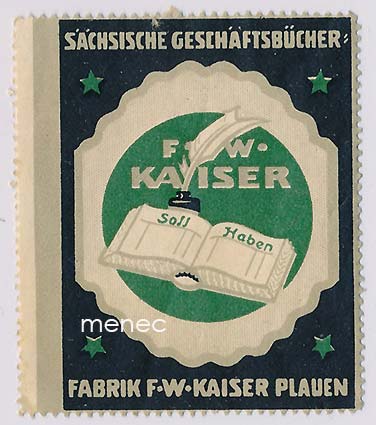 SÄCHSISCHE GESCHÄFTSBÜCHER-
F·W·
KAISER
Soll Haben
menec
FABRIK F·W·KAISER PLAUEN